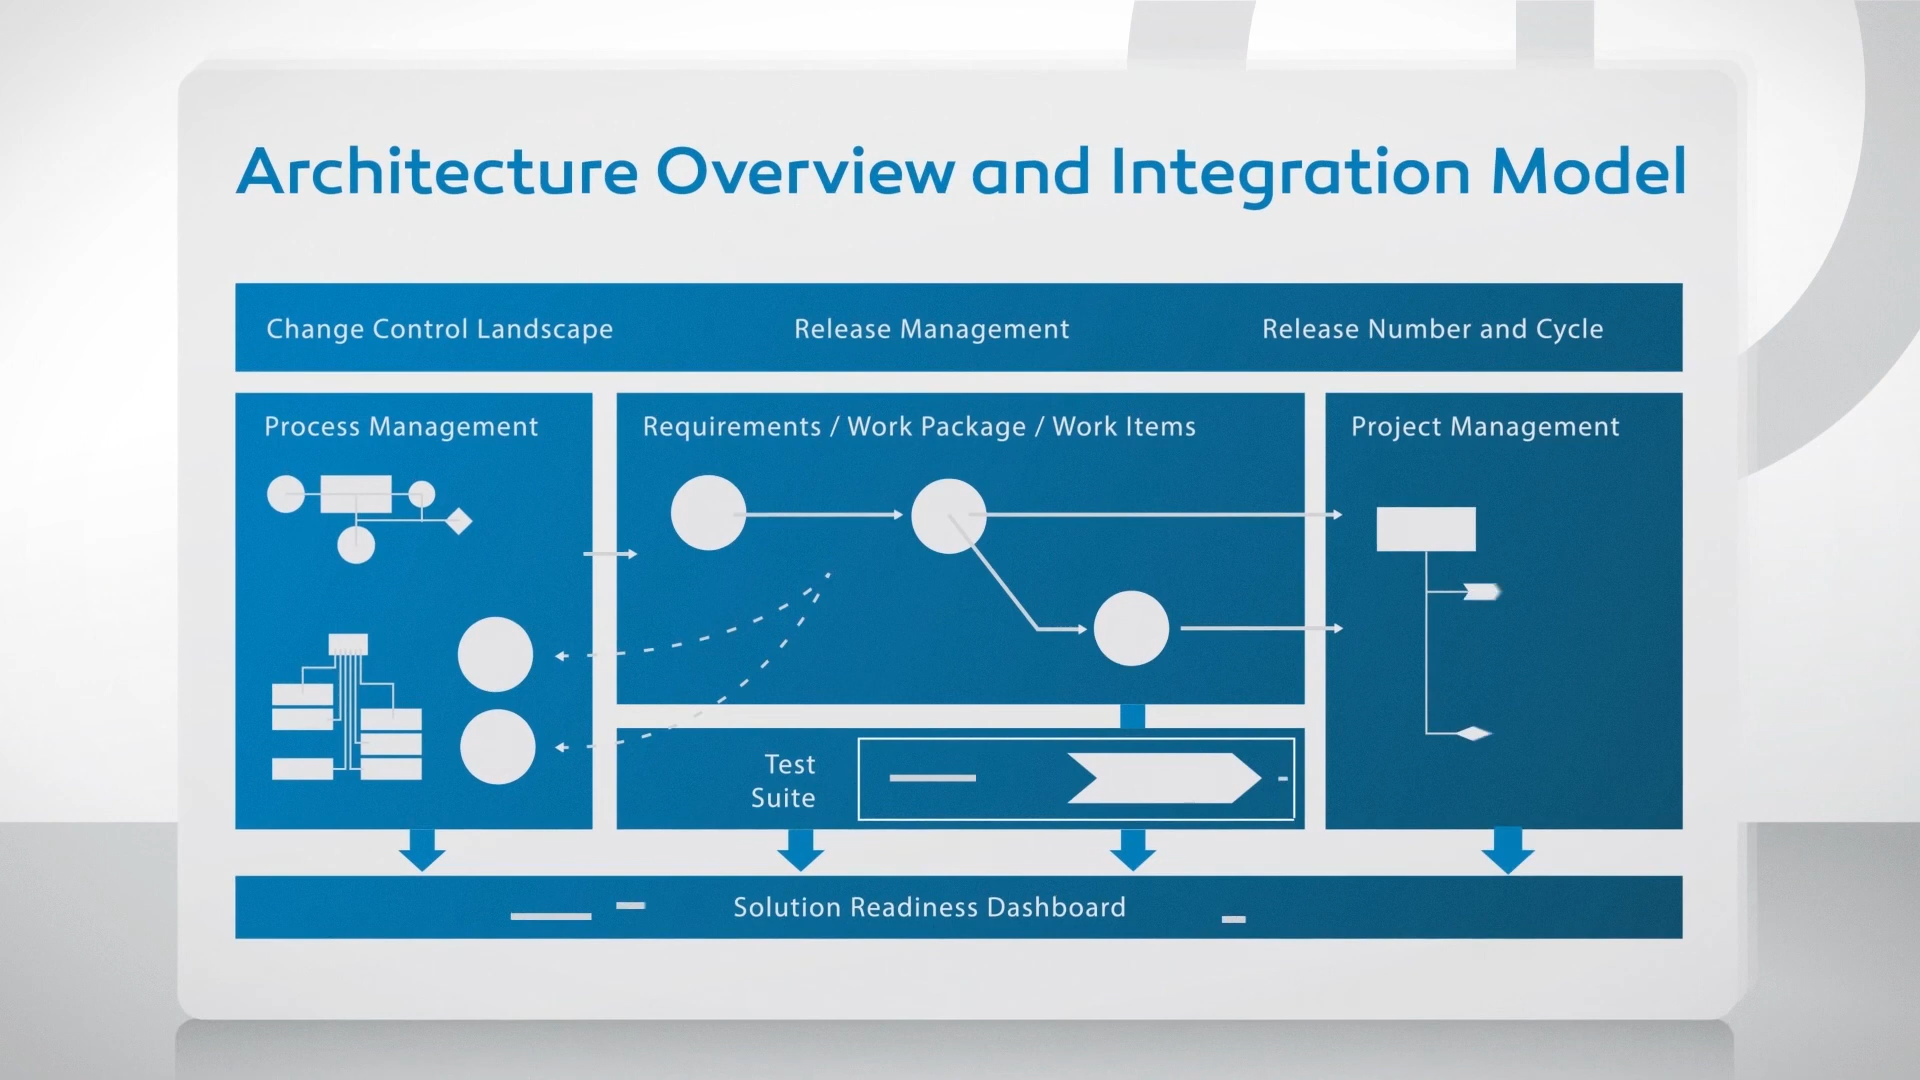 Architecture Overview and Integration Model
Change Control Landscape
Release Management
Release Number and Cycle
Process Management
Requirements / Work Package / Work Items
Project Management
Test
Suite
Solution Readiness Dashboard